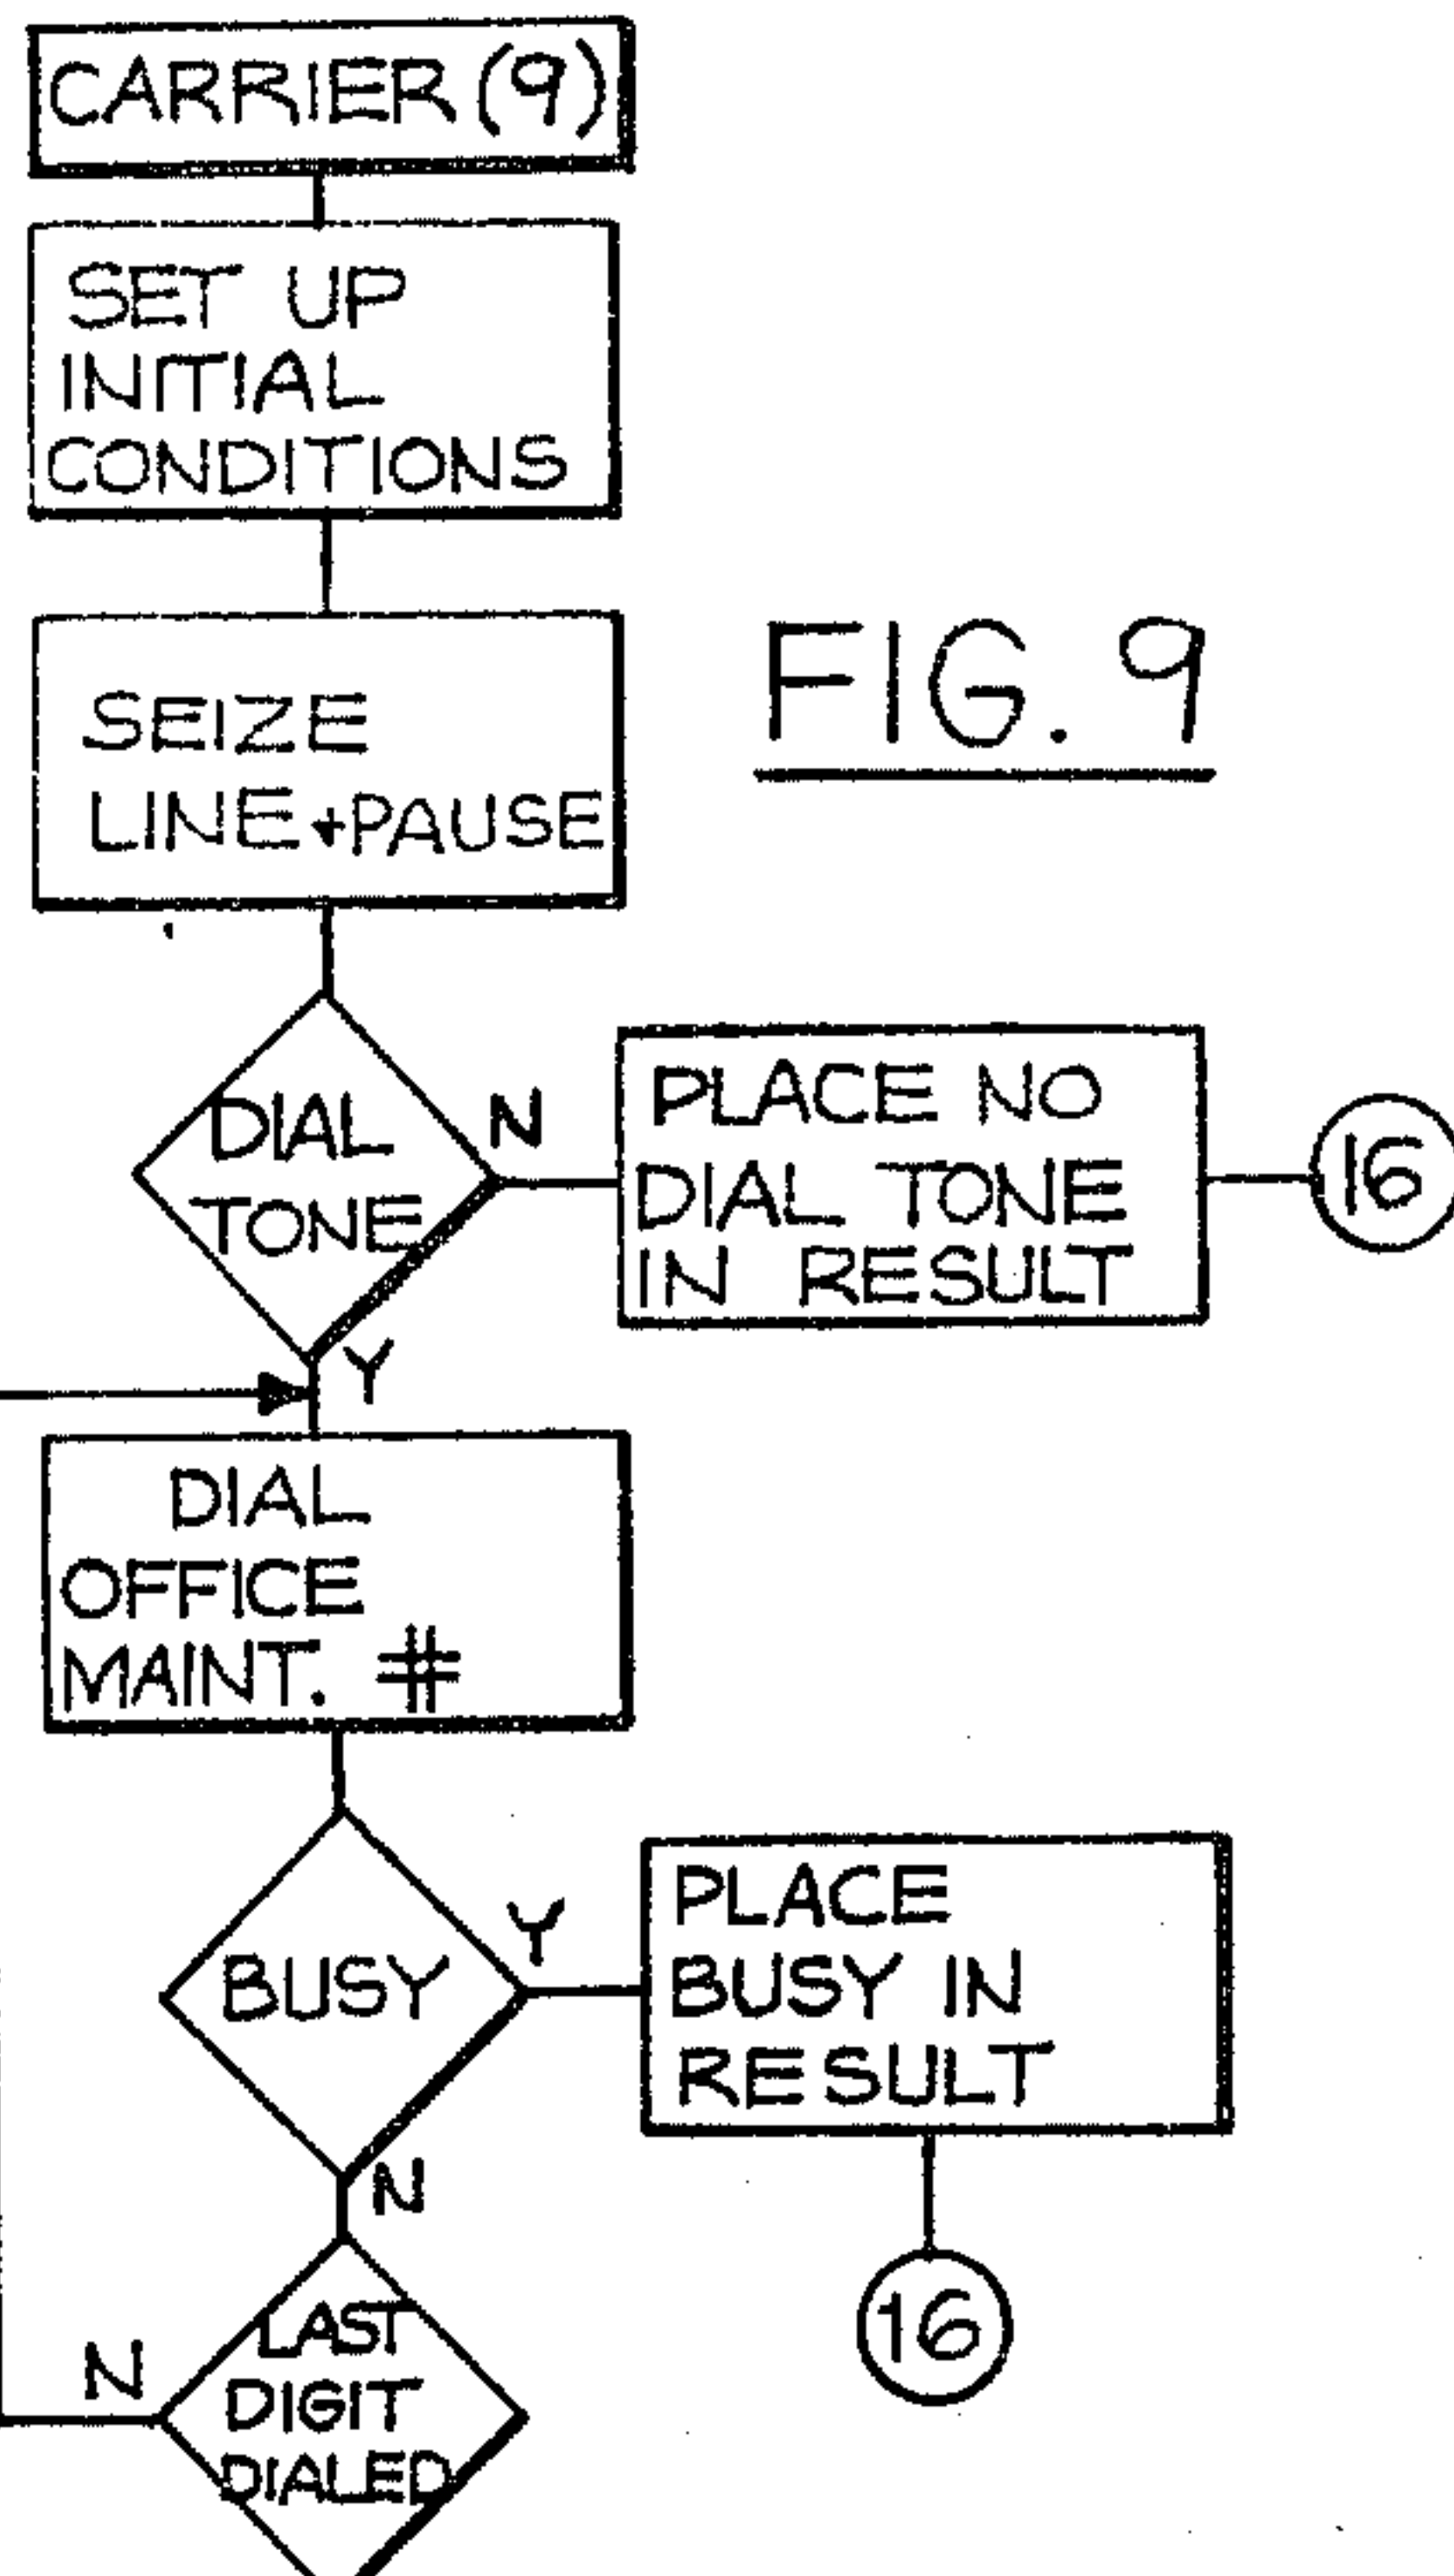 CARRIER (9)
SET UP
INITIAL
CONDITIONS
SEIZE
LINE + PAUSE
FIG. 9
DIAL
TONE
N
PLACE NO
DIAL TONE
IN RESULT
16
Y
DIAL
OFFICE
MAINT. #
BUSY
Y
PLACE
BUSY IN
RESULT
16
N
LAST
DIGIT
DIALED
N